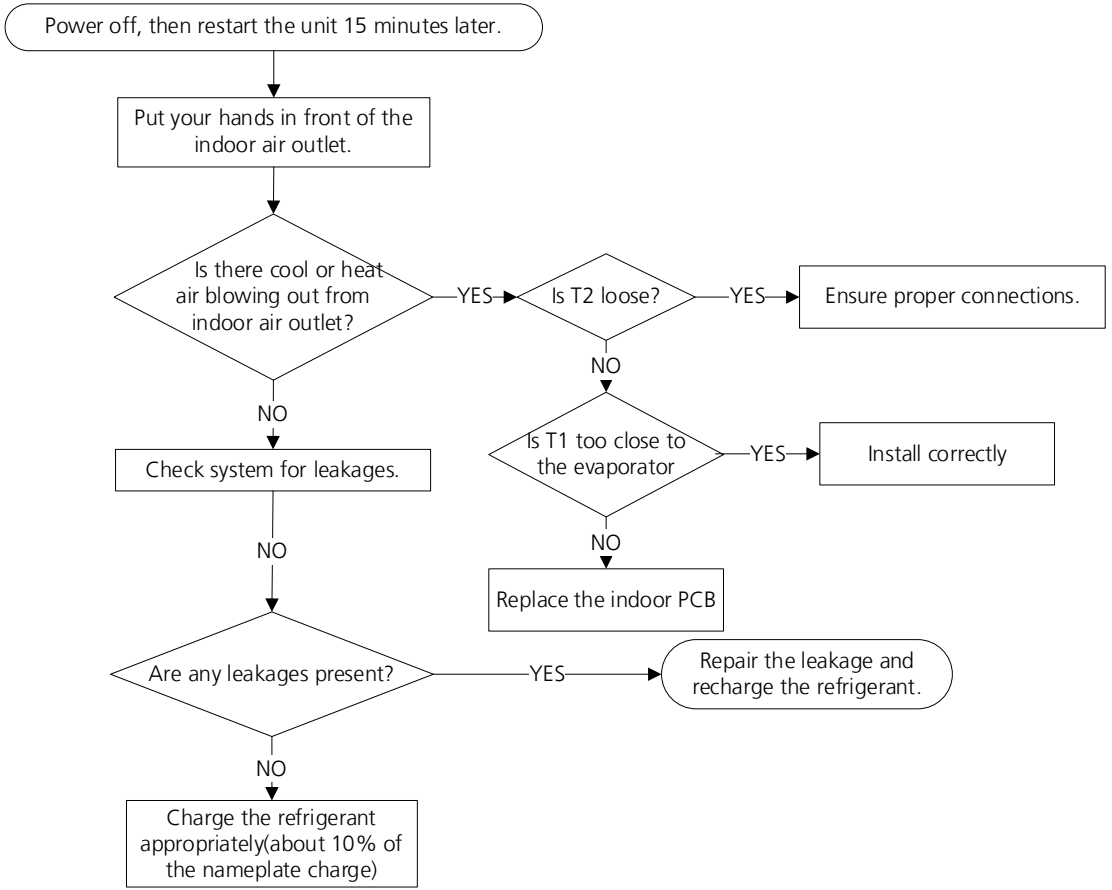 Power off, then restart the unit 15 minutes later.
Put your hands in front of the
indoor air outlet.
Is there cool or heat
air blowing out from
indoor air outlet?
YES
Is T2 loose?
YES
Ensure proper connections.
NO
NO
Is T1 too close to
the evaporator
YES
Install correctly
Check system for leakages.
NO
NO
Replace the indoor PCB
Are any leakages present?
YES
Repair the leakage and
recharge the refrigerant.
NO
Charge the refrigerant
appropriately(about 10% of
the nameplate charge)